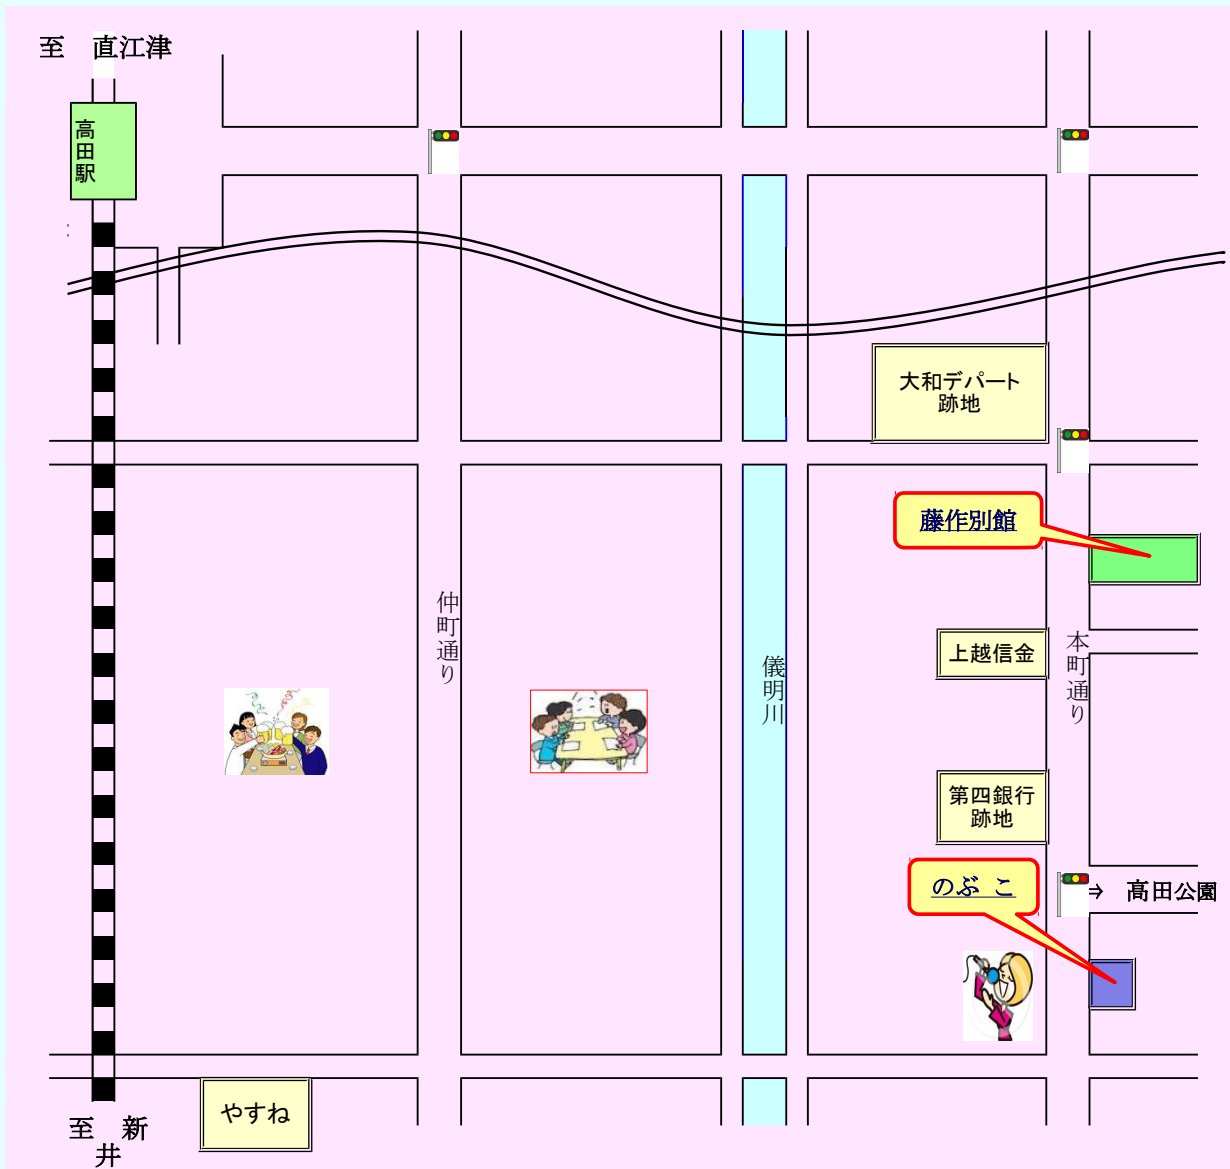 至　直江津
高田駅
大和デパート
跡地
藤作別館
仲町通り
儀明川
本町通り
上越信金
第四銀行
跡地
のぶ こ
⇒　高田公園
やすね
至　新
井